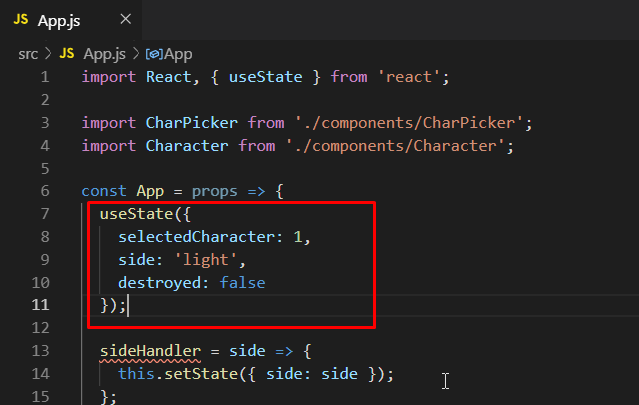 JS App.js ×
src > JS App.js > App
1 import React, { useState } from 'react';
2
3 import CharPicker from './components/CharPicker';
4 import Character from './components/Character';
5
6 const App = props => {
7   useState({
8     selectedCharacter: 1,
9     side: 'light',
10     destroyed: false
11   });
12
13   sideHandler = side => {
14     this.setState({ side: side });
15   };